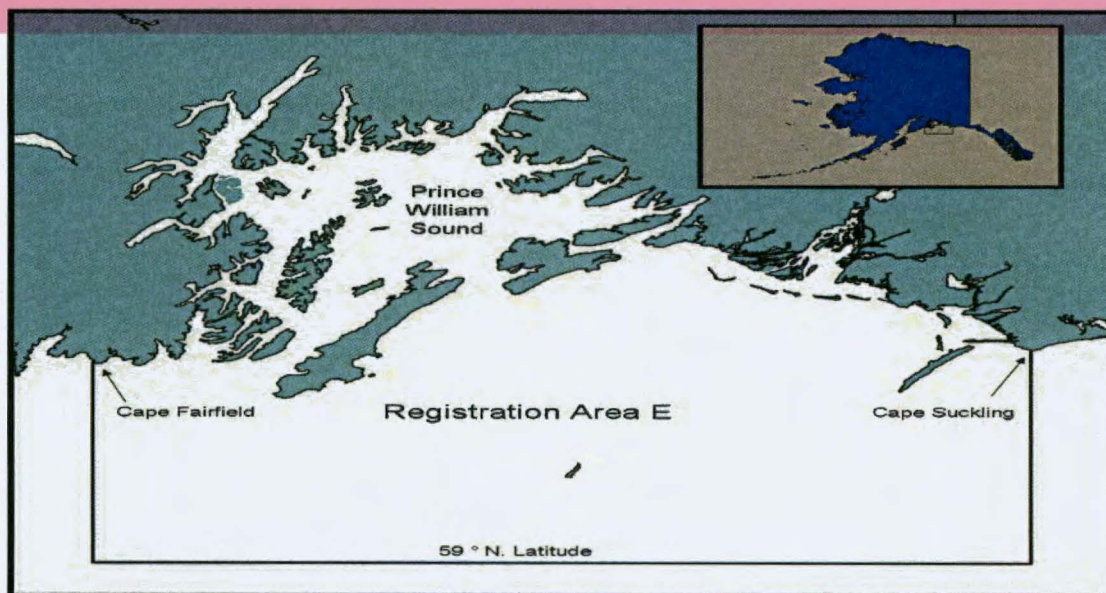 Prince
William
Sound
Cape Fairfield
Registration Area E
Cape Suckling
59 ° N. Latitude